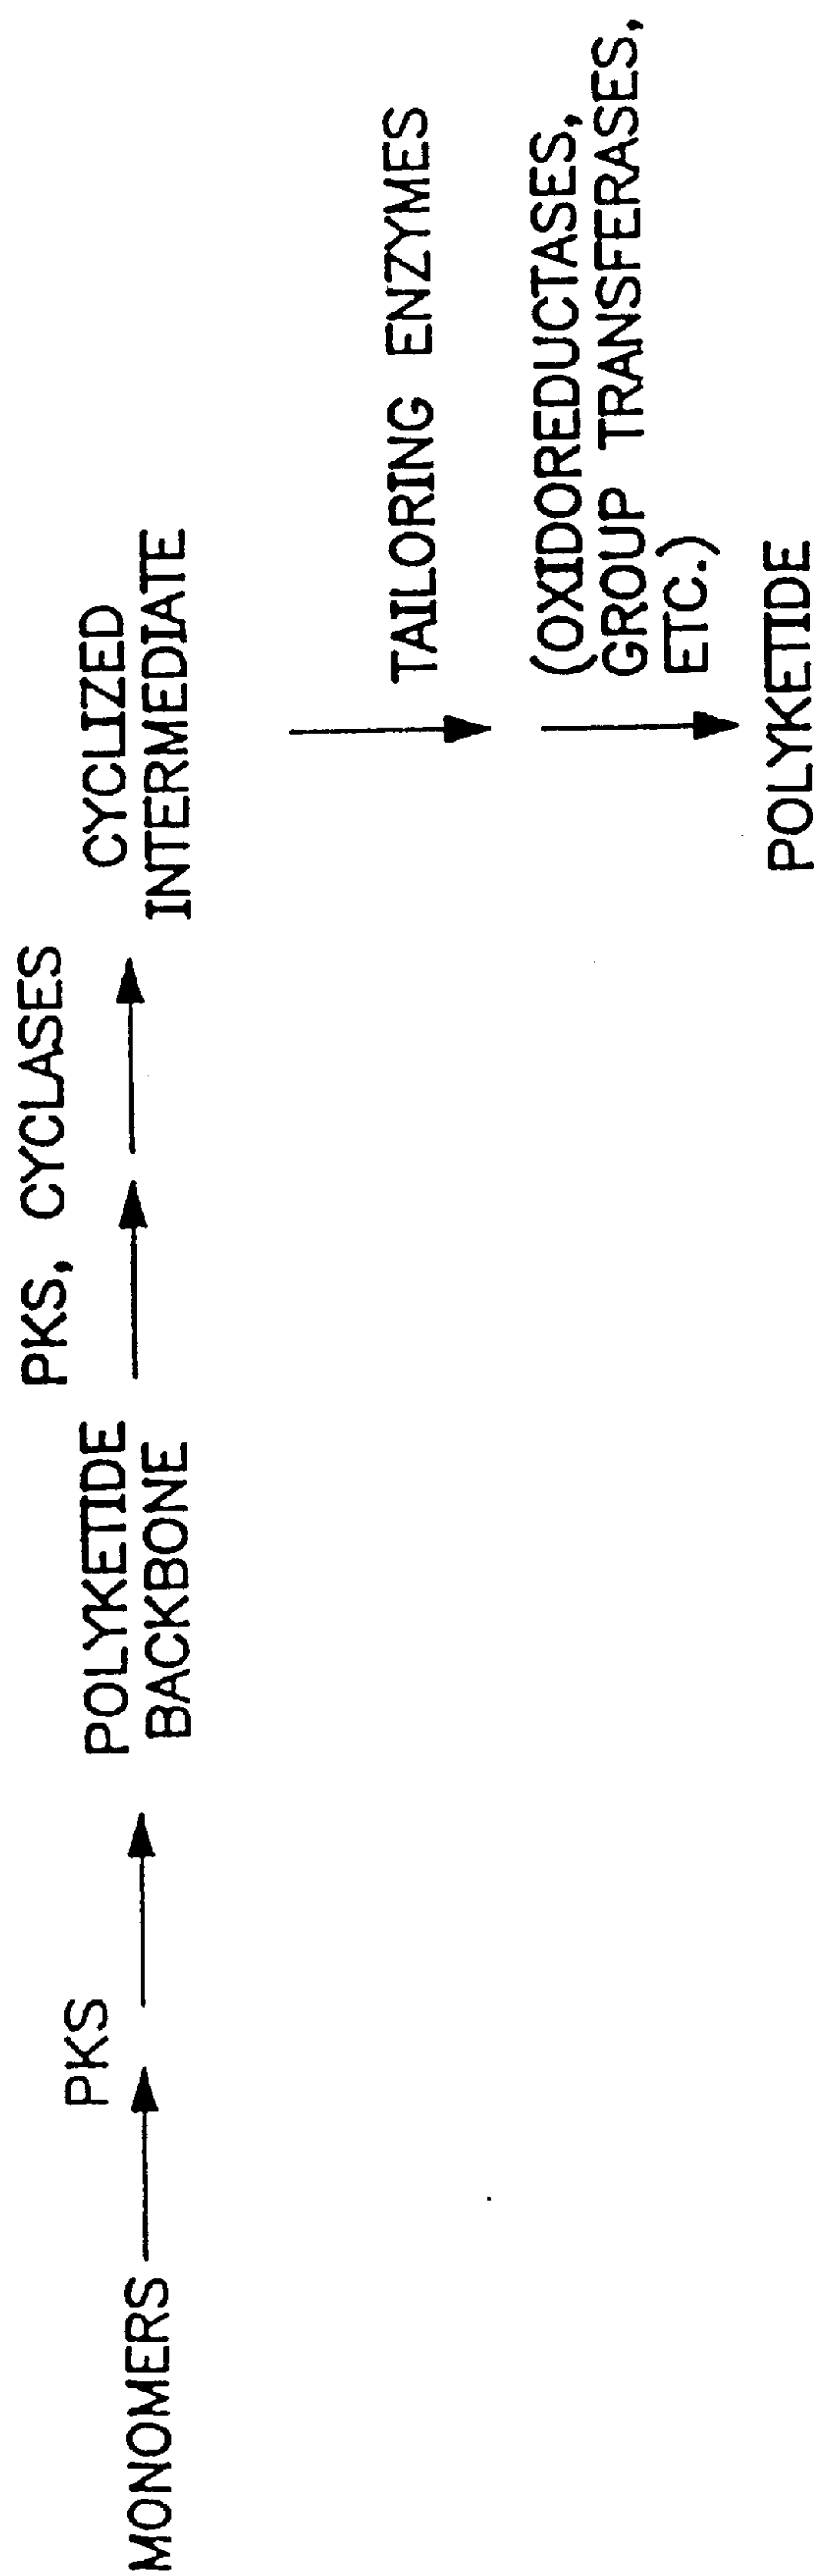 MONOMERS
PKS
POLYKETIDE
BACKBONE
PKS, CYCLASES
CYCLIZED
INTERMEDIATE
TAILORING ENZYMES
(OXIDOREDUCTASES,
GROUP TRANSFERASES,
ETC.)
POLYKETIDE